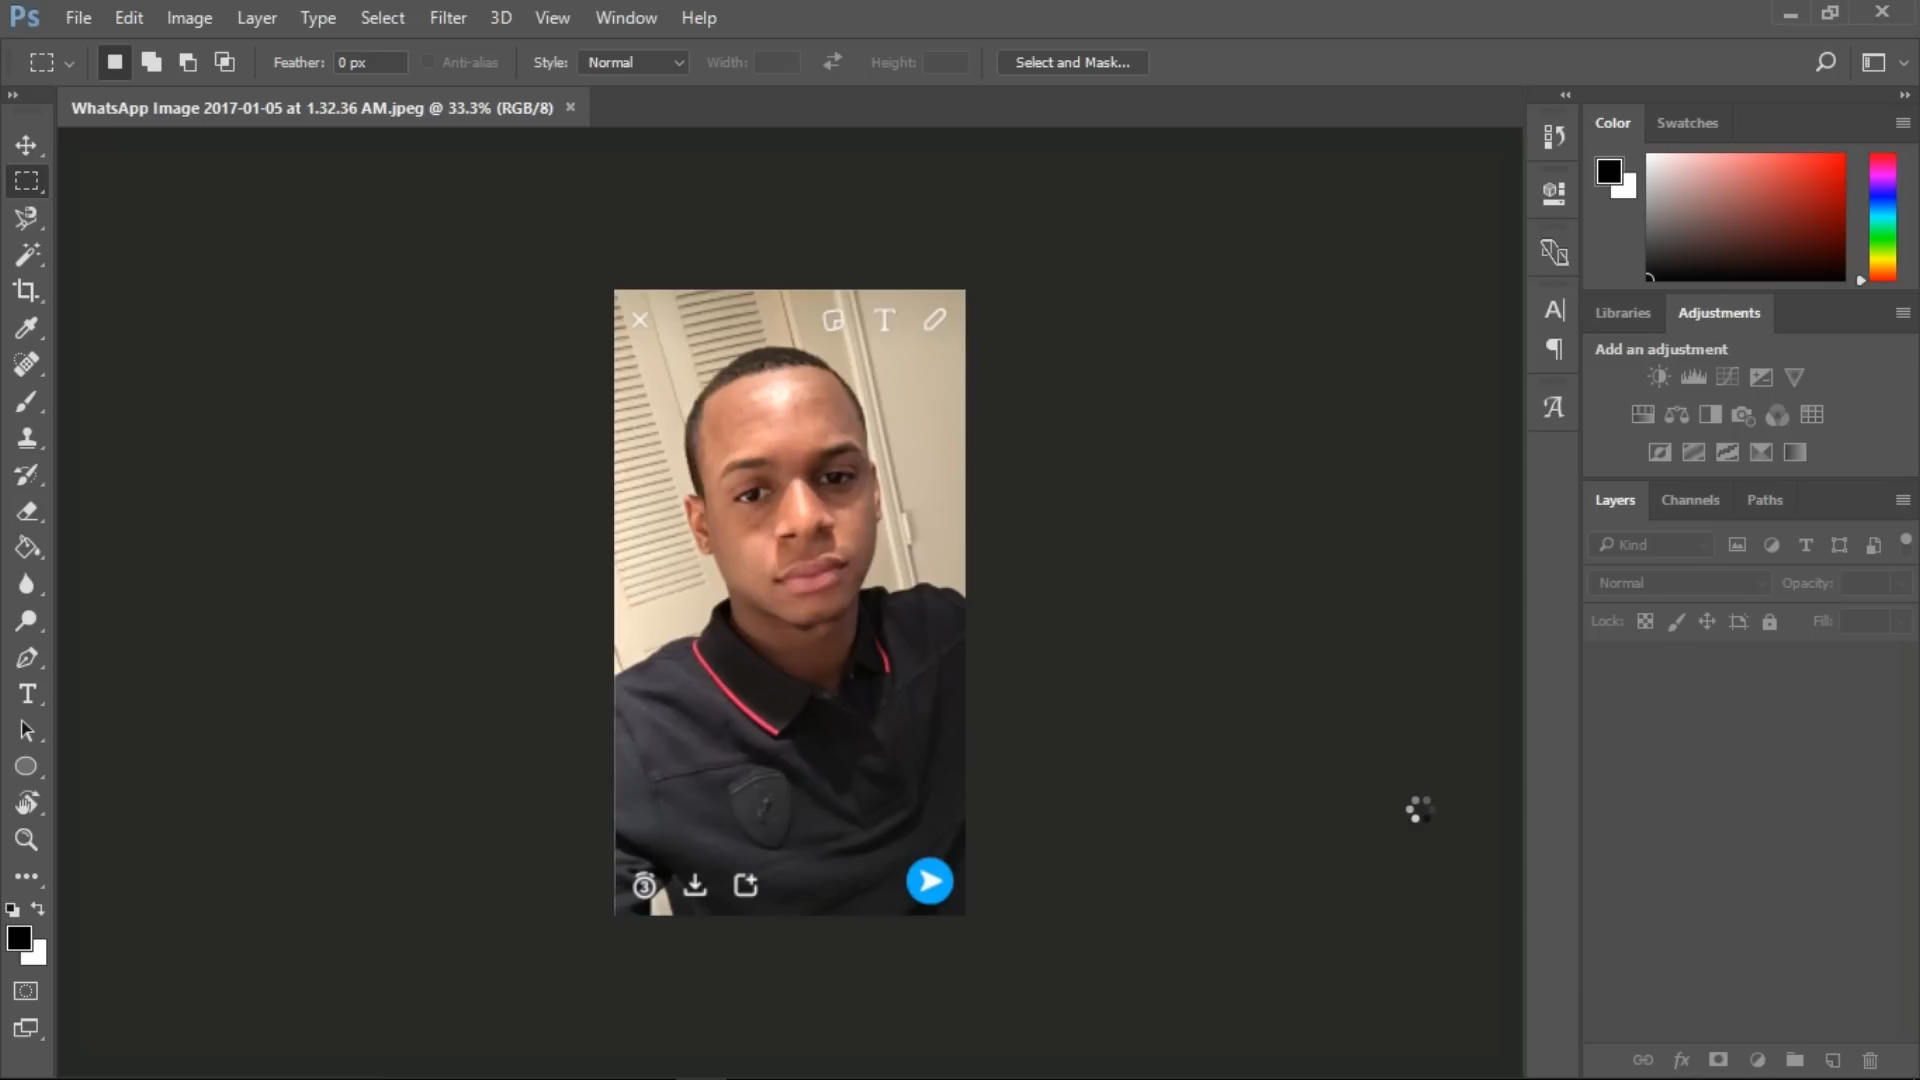 Ps File Edit Image Layer Type Select Filter 3D View Window Help
Feather: 0 px Anti-alias Style: Normal Width: Height: Select and Mask...
WhatsApp Image 2017-01-05 at 1.32.36 AM.jpeg @ 33.3% (RGB/8)
Color Swatches
Libraries Adjustments
Add an adjustment
Layers Channels Paths
Kind
Normal Opacity:
Lock: Fill:
T
3